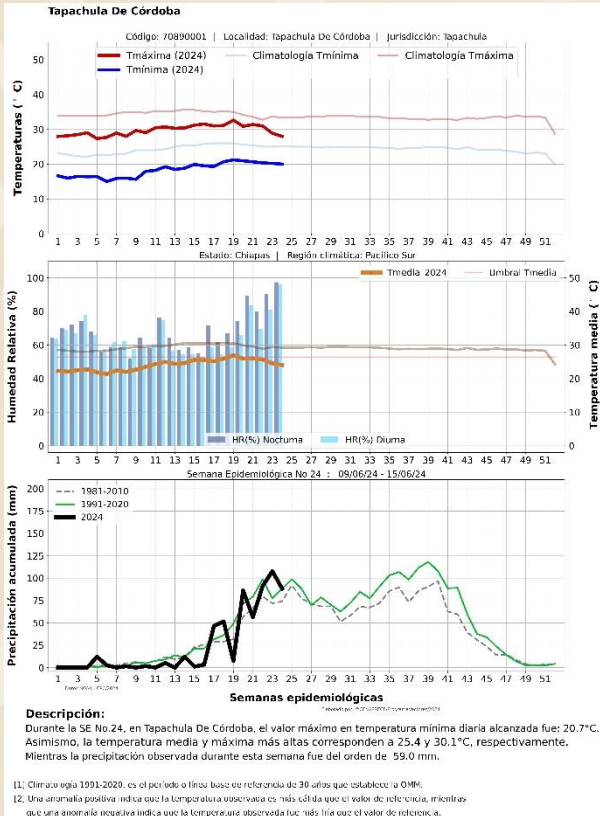 Tapachula De Córdoba
Código: 70890001 | Localidad: Tapachula De Córdoba | Jurisdicción: Tapachula
Tmáxima (2024) Climatología Tmínima Climatología Tmáxima
Tmínima (2024)
Temperaturas (° C)
50
40
30
20
10
0
1 3 5 7 9 11 13 15 17 19 21 23 25 27 29 31 33 35 37 39 41 43 45 47 49 51
Estado: Chiapas | Región climática: Pacífico Sur
Tmedia 2024 Umbral Tmedia
Humedad Relativa (%)
100
80
60
40
20
0
Temperatura media (° C)
50
40
30
20
10
0
HR(%) Nocturna HR(%) Diurna
1 3 5 7 9 11 13 15 17 19 21 23 25 27 29 31 33 35 37 39 41 43 45 47 49 51
Semana Epidemiológica No 24 : 09/06/24 - 15/06/24
1981-2010
1991-2020
2024
Precipitación acumulada (mm)
200
175
150
125
100
75
50
25
0
1 3 5 7 9 11 13 15 17 19 21 23 25 27 29 31 33 35 37 39 41 43 45 47 49 51
Semanas epidemiológicas
Descripción:
Durante la SE No.24, en Tapachula De Córdoba, el valor máximo en temperatura mínima diaria alcanzada fue: 20.7°C.
Asimismo, la temperatura media y máxima más altas corresponden a 25.4 y 30.1°C, respectivamente.
Mientras la precipitación observada durante esta semana fue del orden de 59.0 mm.
[1] Climatología 1991-2020, es el período o línea base de referencia de 30 años que establece la OMM.
[2] Una anomalía positiva indica que la temperatura observada es más cálida que el valor de referencia, mientras
que una anomalía negativa indica que la temperatura observada fue más fría que el valor de referencia.